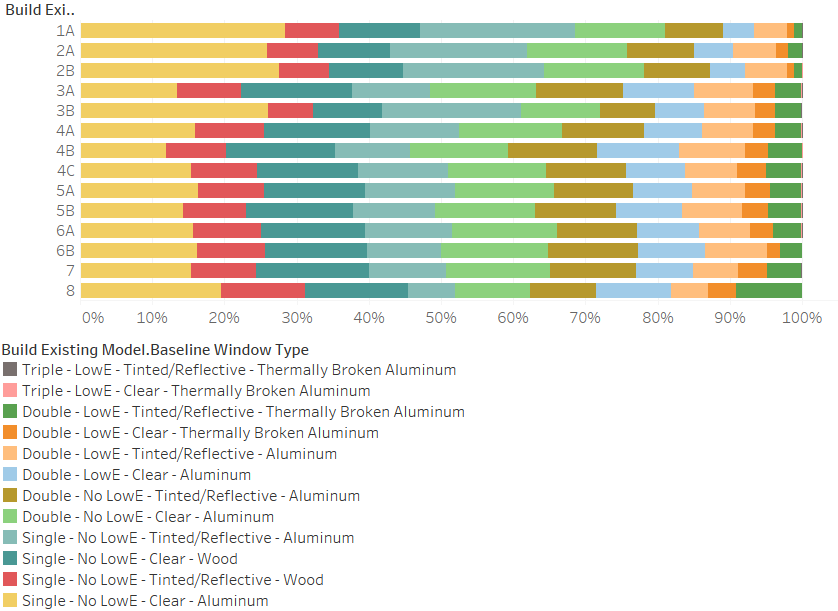 Build Exi..
1A
2A
2B
3A
3B
4A
4B
4C
5A
5B
6A
6B
7
8
0% 10% 20% 30% 40% 50% 60% 70% 80% 90% 100%
Build Existing Model.Baseline Window Type
Triple - LowE - Tinted/Reflective - Thermally Broken Aluminum
Triple - LowE - Clear - Thermally Broken Aluminum
Double - LowE - Tinted/Reflective - Thermally Broken Aluminum
Double - LowE - Clear - Thermally Broken Aluminum
Double - LowE - Tinted/Reflective - Aluminum
Double - LowE - Clear - Aluminum
Double - No LowE - Tinted/Reflective - Aluminum
Double - No LowE - Clear - Aluminum
Single - No LowE - Tinted/Reflective - Aluminum
Single - No LowE - Clear - Wood
Single - No LowE - Tinted/Reflective - Wood
Single - No LowE - Clear - Aluminum